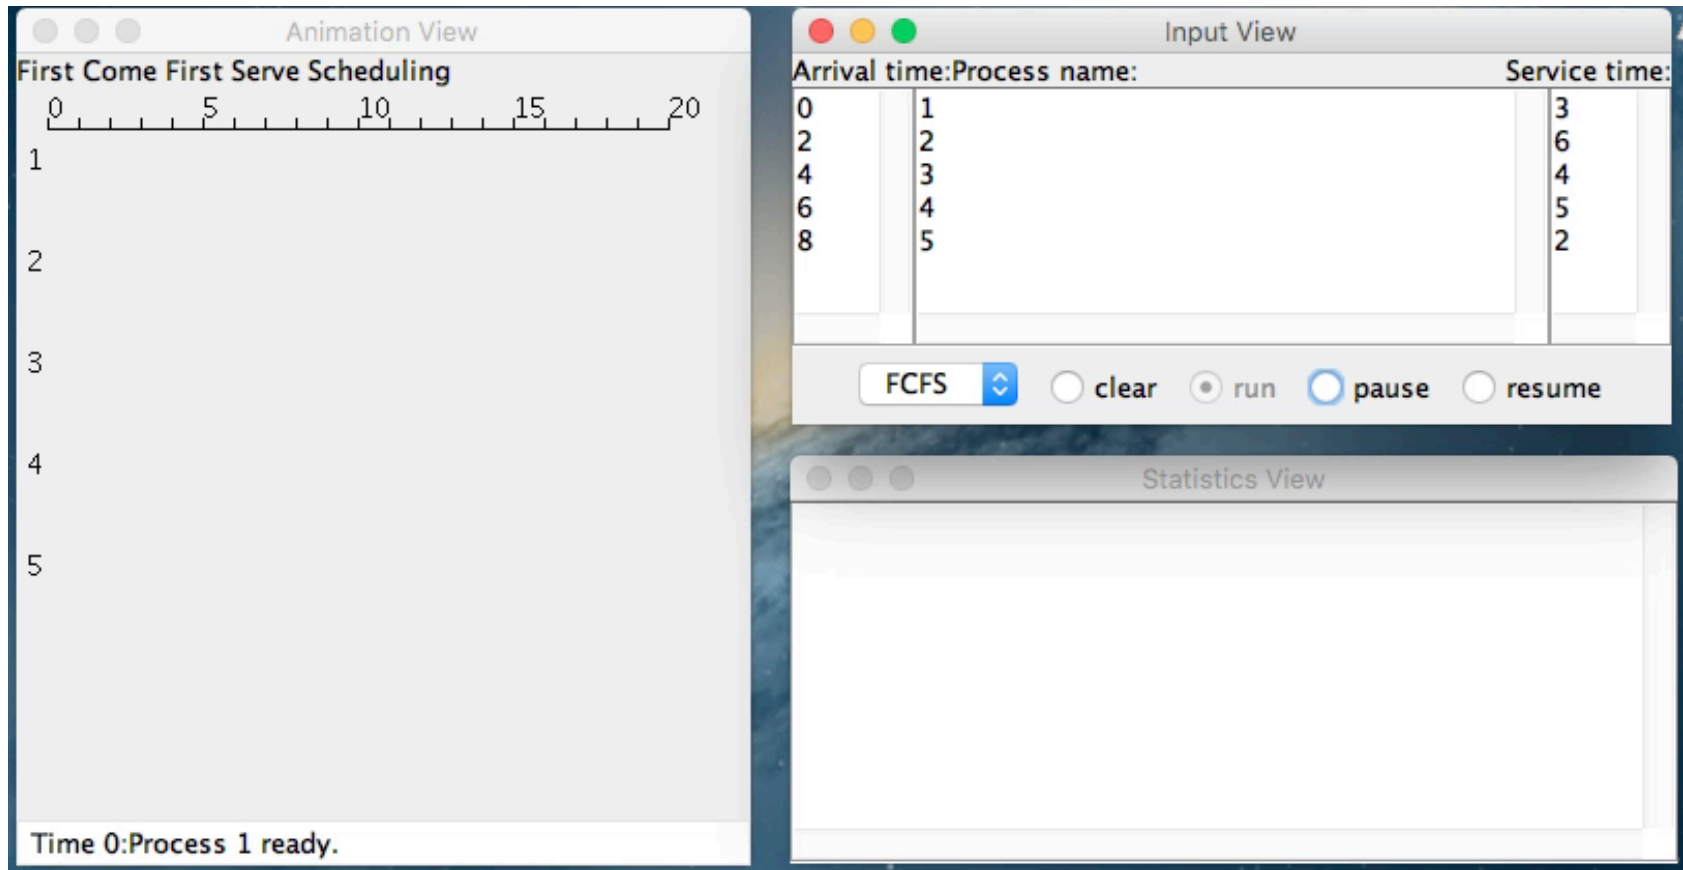 Animation View
First Come First Serve Scheduling
0 5 10 15 20
1
2
3
4
5
Time 0:Process 1 ready.
Input View
Arrival time:Process name: Service time:
0 1 3
2 2 6
4 3 4
6 4 5
8 5 2
FCFS clear run pause resume
Statistics View